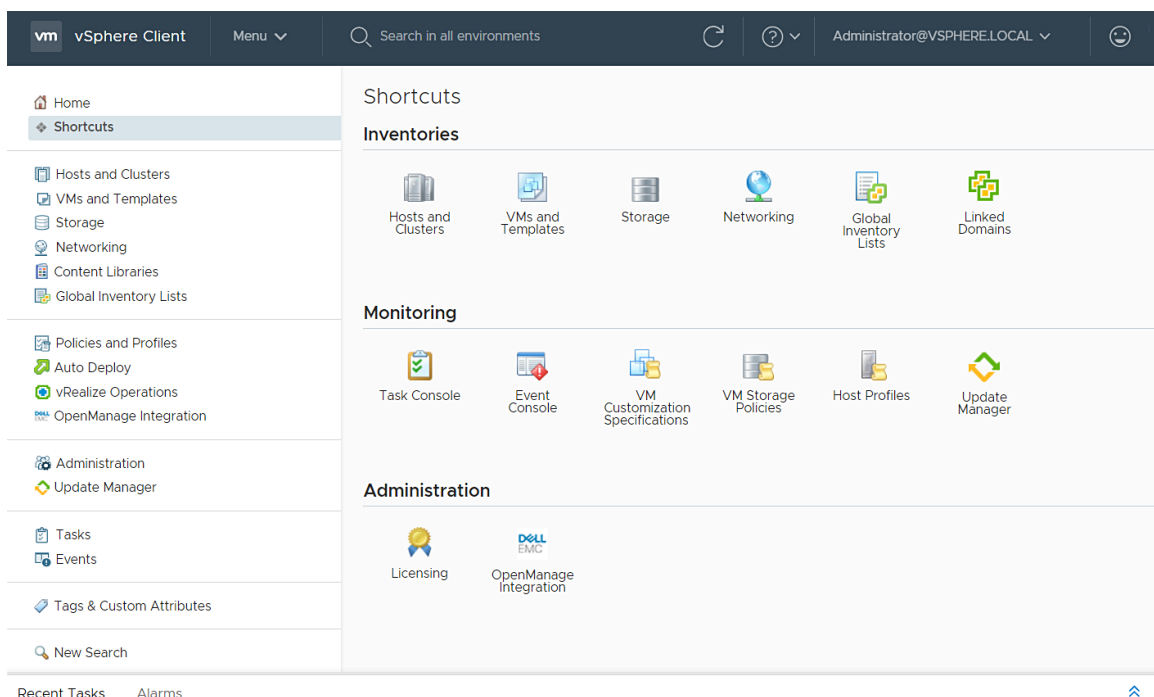 vm vSphere Client Menu Search in all environments Administrator@VSPHERE.LOCAL
Home
Shortcuts
Hosts and Clusters
VMs and Templates
Storage
Networking
Content Libraries
Global Inventory Lists
Policies and Profiles
Auto Deploy
vRealize Operations
DELL EMC OpenManage Integration
Administration
Update Manager
Tasks
Events
Tags & Custom Attributes
New Search
Shortcuts
Inventories
Hosts and
Clusters
VMs and
Templates
Storage
Networking
Global
Inventory
Lists
Linked
Domains
Monitoring
Task Console
Event
Console
VM
Customization
Specifications
VM Storage
Policies
Host Profiles
Update
Manager
Administration
Licensing
DELL
EMC
OpenManage
Integration
Recent Tasks Alarms